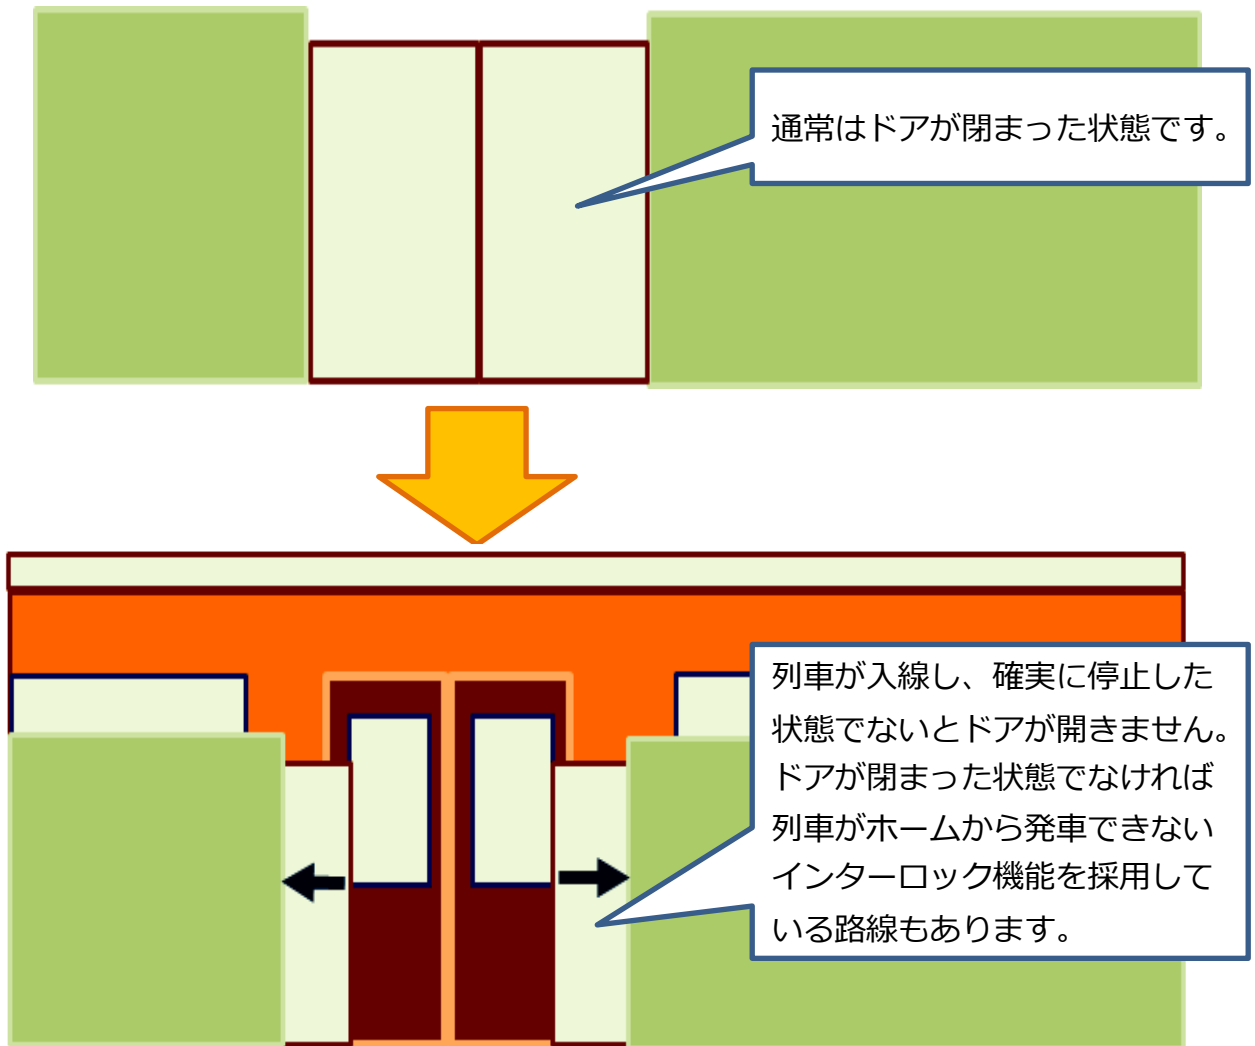 通常はドアが閉まった状態です。
列車が入線し、確実に停止した
状態でないとドアが開きません。
ドアが閉まった状態でなければ
列車がホームから発車できない
インターロック機能を採用して
いる路線もあります。